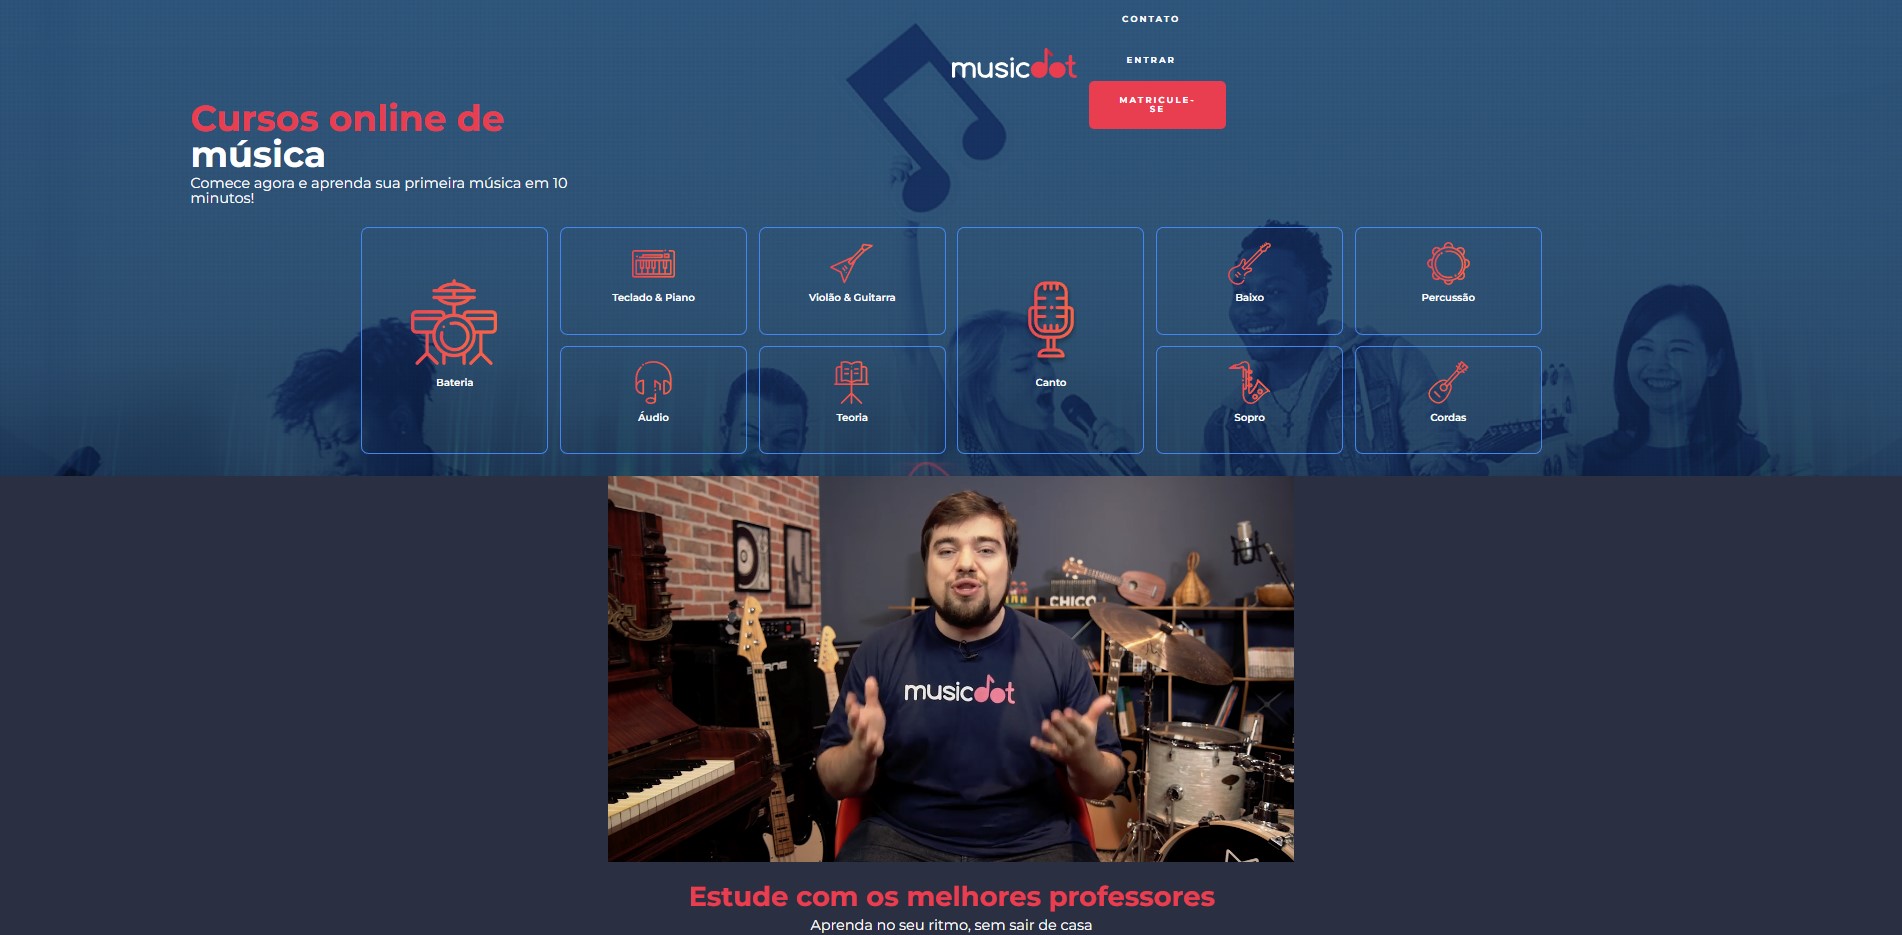 CONTATO
musicdot
ENTRAR
MATRICULE-
SE
Cursos online de
música
Comece agora e aprenda sua primeira música em 10
minutos!
Bateria
Teclado & Piano
Violão & Guitarra
Canto
Baixo
Percussão
Áudio
Teoria
Sopro
Cordas
CHICO
musicdot
Estude com os melhores professores
Aprenda no seu ritmo, sem sair de casa